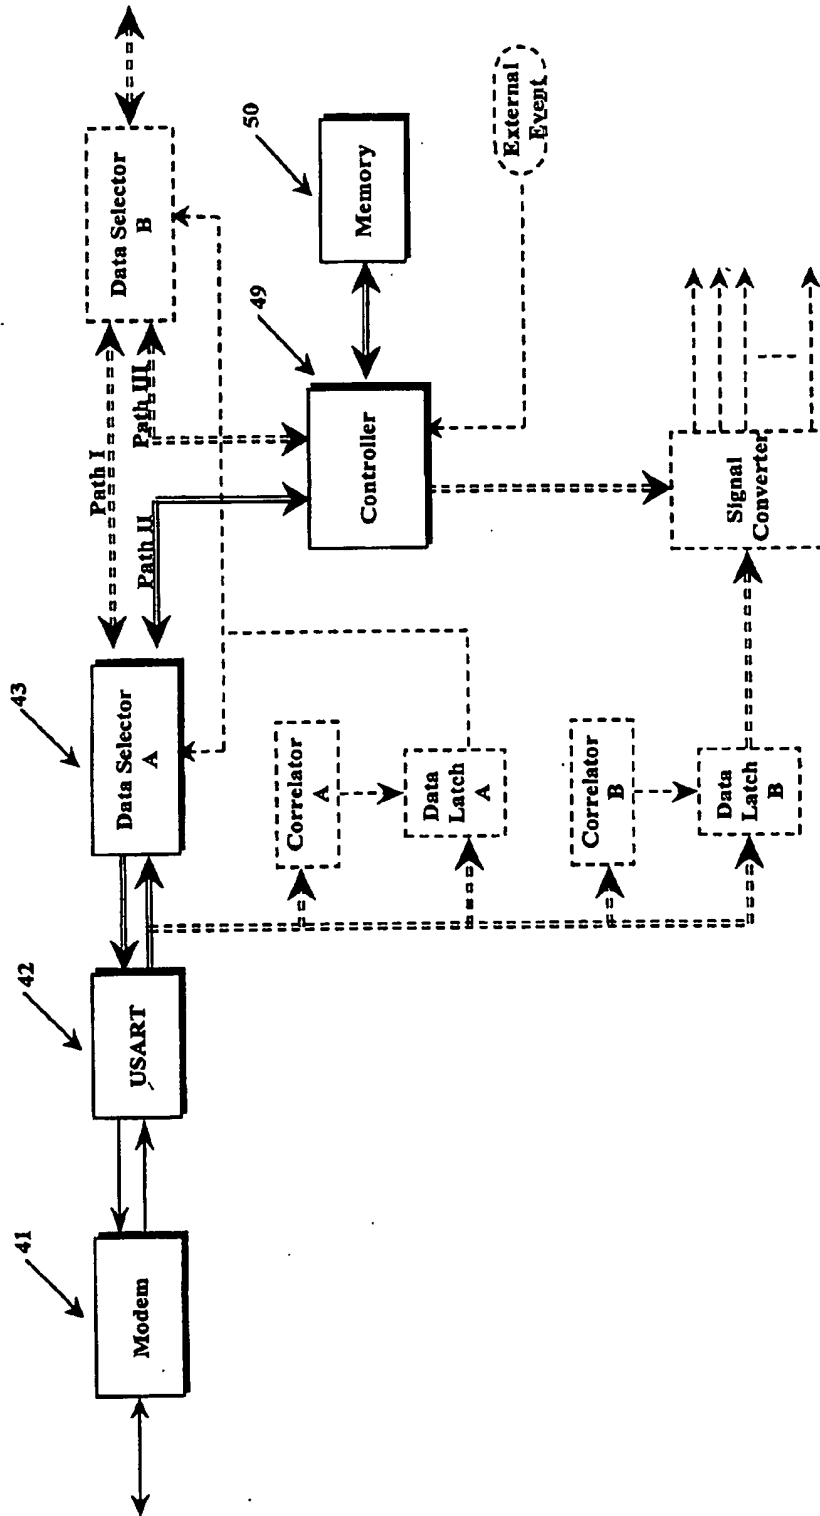 41
Modem
42
USART
43
Data Selector
A
Path I
Path II
Path III
Data Selector
B
49
Controller
50
Memory
External
Event
Correlator
A
Data
Latch
A
Correlator
B
Data
Latch
B
Signal
Converter